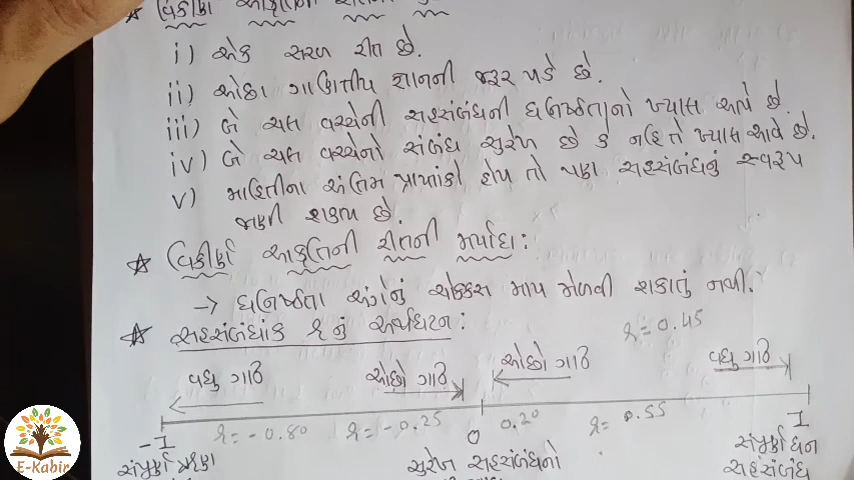 ★ વિકીર્ણ આકૃતિની
i) એક સરળ રીત છે.
ii) ઓછા ગાણિતીય જ્ઞાનની જરૂર પડે છે.
iii) બે ચલ વચ્ચેની સહસંબંધની ઘનિષ્ઠતાનો ખ્યાલ આવે છે.
iv) બે ચલ વચ્ચેનો સંબંધ સુરેખ છે કે નહિ તે ખ્યાલ આવે છે.
v) માહિતીના અંતિમ પ્રાપ્તાંકો હોય તો પણ સહસંબંધનું સ્વરૂપ
જાણી શકાય છે.
★ વિકીર્ણ આકૃતિની રીતની મર્યાદા:
→ ઘનિષ્ઠતા અંગેનું ચોક્કસ માપ મેળવી શકાતું નથી.
★ સહસંબંધાંક r નું અર્થઘટન:
r = 0.45
વધુ ગાઢ ઓછો ગાઢ ઓછો ગાઢ વધુ ગાઢ
r = - 0.80 r = - 0.25 0.20 r = 0.55
-1 0 1
સંપૂર્ણ ઋણ સુરેખ સહસંબંધનો સંપૂર્ણ ધન
સહસંબંધ
E-Kabir